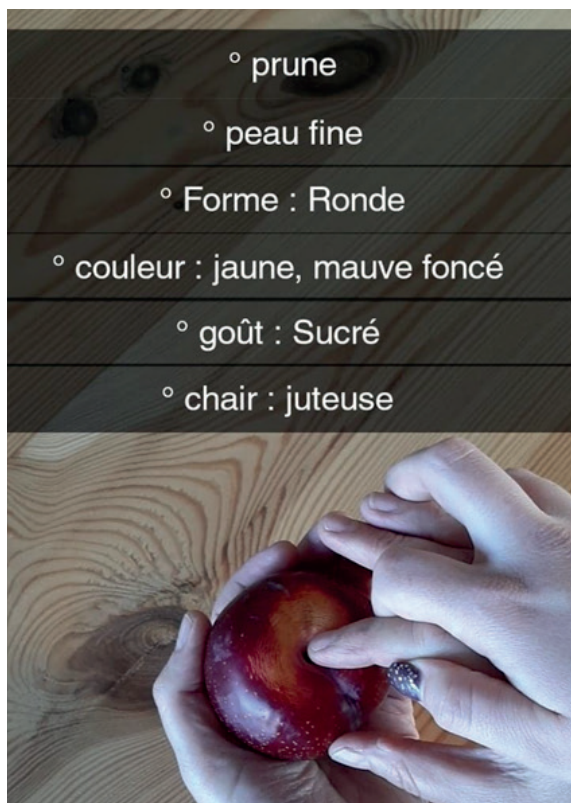 ° prune
° peau fine
° Forme : Ronde
° couleur : jaune, mauve foncé
° goût : Sucré
° chair : juteuse